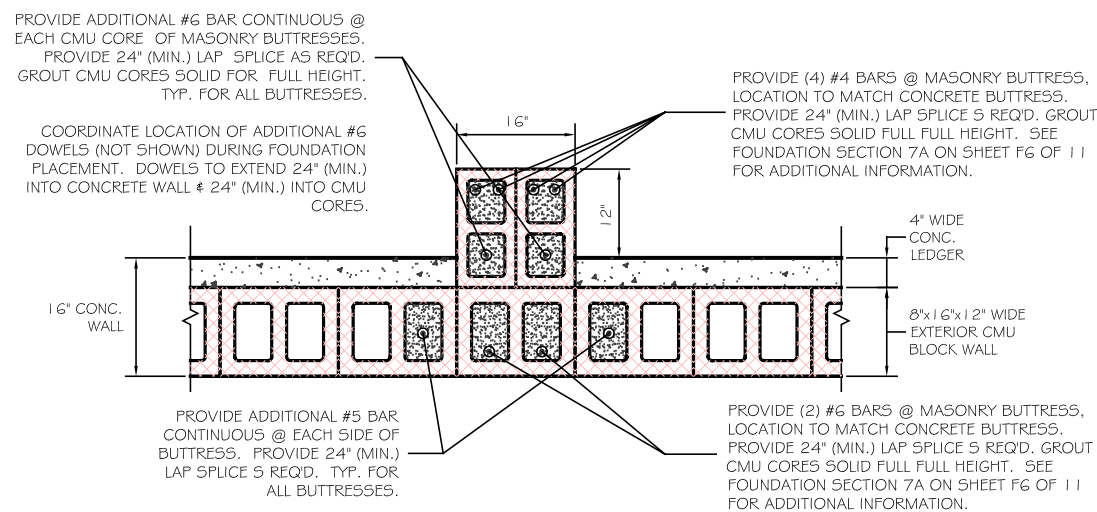 PROVIDE ADDITIONAL #6 BAR CONTINUOUS @
EACH CMU CORE OF MASONRY BUTTRESSES.
PROVIDE 24" (MIN.) LAP SPLICE AS REQ'D.
GROUT CMU CORES SOLID FOR FULL HEIGHT.
TYP. FOR ALL BUTTRESSES.
COORDINATE LOCATION OF ADDITIONAL #6
DOWELS (NOT SHOWN) DURING FOUNDATION
PLACEMENT. DOWELS TO EXTEND 24" (MIN.)
INTO CONCRETE WALL & 24" (MIN.) INTO CMU
CORES.
16"
12"
PROVIDE (4) #4 BARS @ MASONRY BUTTRESS,
LOCATION TO MATCH CONCRETE BUTTRESS.
PROVIDE 24" (MIN.) LAP SPLICE S REQ'D. GROUT
CMU CORES SOLID FULL FULL HEIGHT. SEE
FOUNDATION SECTION 7A ON SHEET F6 OF 11
FOR ADDITIONAL INFORMATION.
4" WIDE
CONC.
LEDGER
16" CONC.
WALL
8"x16"x12" WIDE
EXTERIOR CMU
BLOCK WALL
PROVIDE ADDITIONAL #5 BAR
CONTINUOUS @ EACH SIDE OF
BUTTRESS. PROVIDE 24" (MIN.)
LAP SPLICE S REQ'D. TYP. FOR
ALL BUTTRESSES.
PROVIDE (2) #6 BARS @ MASONRY BUTTRESS,
LOCATION TO MATCH CONCRETE BUTTRESS.
PROVIDE 24" (MIN.) LAP SPLICE S REQ'D. GROUT
CMU CORES SOLID FULL FULL HEIGHT. SEE
FOUNDATION SECTION 7A ON SHEET F6 OF 11
FOR ADDITIONAL INFORMATION.